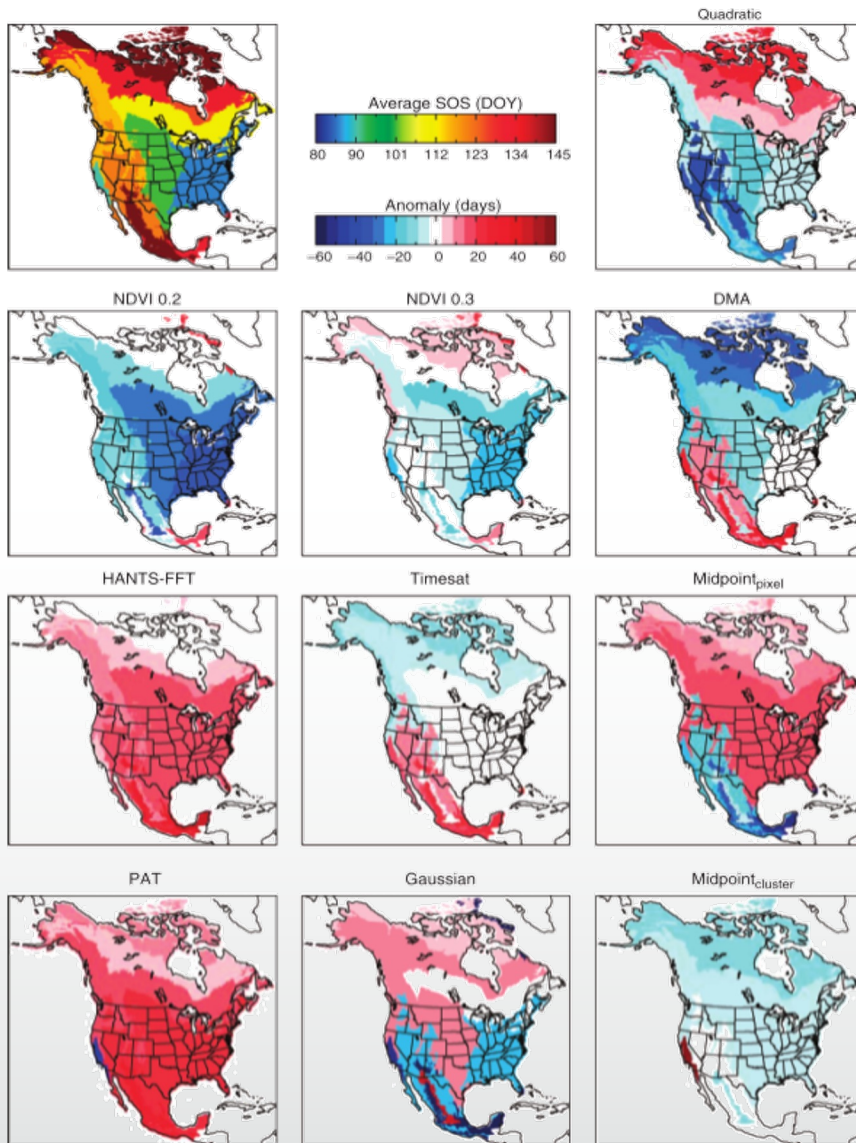 Quadratic
Average SOS (DOY)
80 90 101 112 123 134 145
Anomaly (days)
−60 −40 −20 0 20 40 60
NDVI 0.2
NDVI 0.3
DMA
HANTS-FFT
Timesat
Midpointpixel
PAT
Gaussian
Midpointcluster